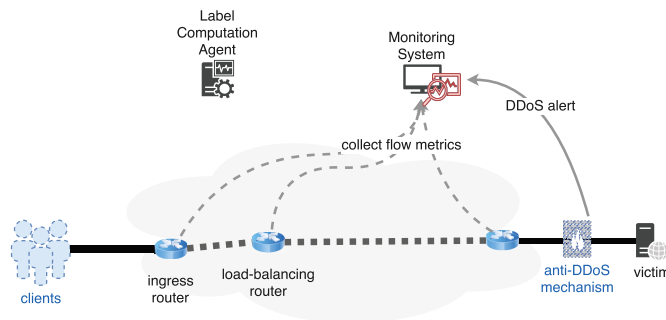 Label
Computation
Agent
Monitoring
System
DDoS alert
collect flow metrics
clients
ingress
router
load-balancing
router
anti-DDoS
mechanism
victim